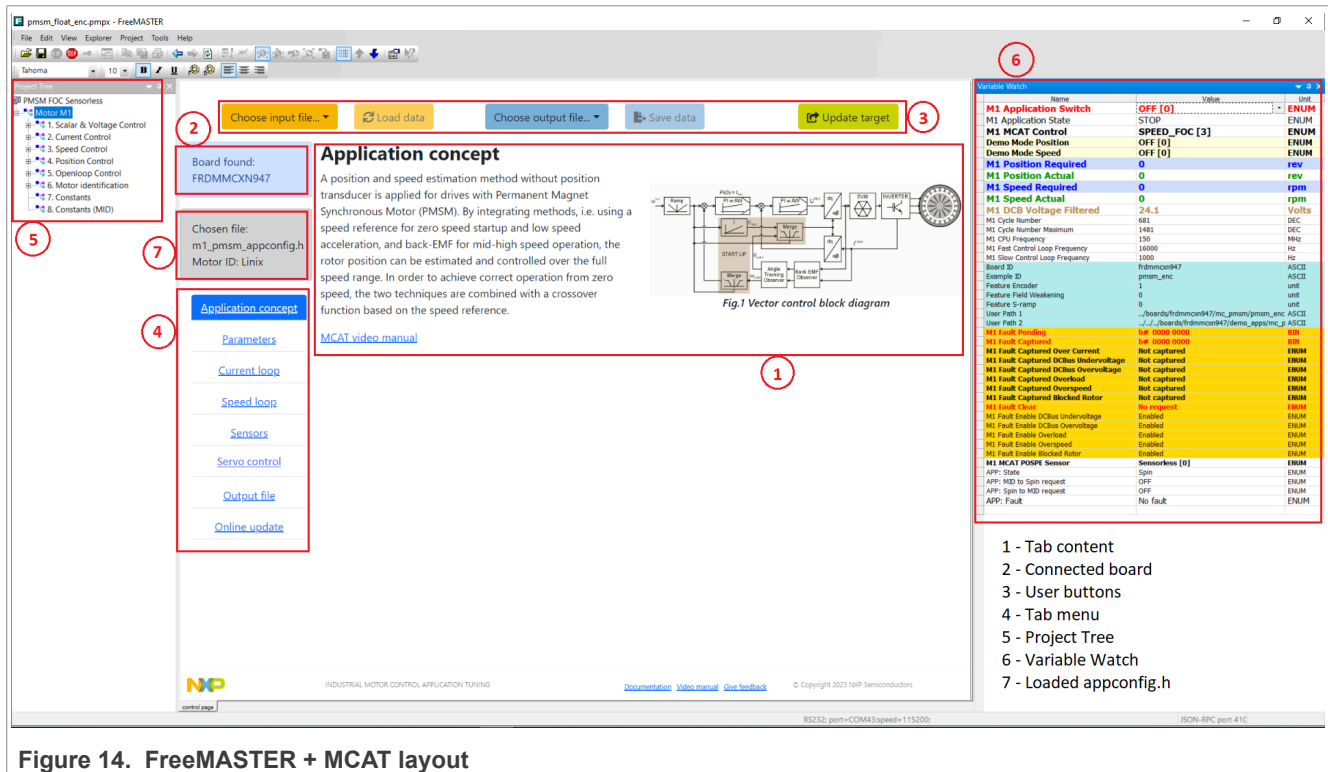 pmsm_float_enc.pmpx - FreeMASTER
File Edit View Explorer Project Tools Help
Tahoma 10 B I U
Project Tree
PMSM FOC Sensorless
Motor M1
1. Scalar & Voltage Control
2. Current Control
3. Speed Control
4. Position Control
5. Openloop Control
6. Motor identification
7. Constants
8. Constants (MID)
5
2
Choose input file...
Load data
Choose output file...
Save data
Update target
3
Board found:
FRDMMCXN947
Chosen file:
m1_pmsm_appconfig.h
Motor ID: Linix
7
4
Application concept
Parameters
Current loop
Speed loop
Sensors
Servo control
Output file
Online update
Application concept
A position and speed estimation method without position
transducer is applied for drives with Permanent Magnet
Synchronous Motor (PMSM). By integrating methods, i.e. using a
speed reference for zero speed startup and low speed
acceleration, and back-EMF for mid-high speed operation, the
rotor position can be estimated and controlled over the full
speed range. In order to achieve correct operation from zero
speed, the two techniques are combined with a crossover
function based on the speed reference.
MCAT video manual
Ramp
PI w AW
PI w AW
dq
αβ
SVM
INVERTER
Merge
START UP
dq
αβ
Merge
Angle
Tracking
Observer
Back EMF
Observer
Fig.1 Vector control block diagram
1
6
Variable Watch
Name Value Unit
M1 Application Switch OFF [0] ENUM
M1 Application State STOP ENUM
M1 MCAT Control SPEED_FOC [3] ENUM
Demo Mode Position OFF [0] ENUM
Demo Mode Speed OFF [0] ENUM
M1 Position Required 0 rev
M1 Position Actual 0 rev
M1 Speed Required 0 rpm
M1 Speed Actual 0 rpm
M1 DCB Voltage Filtered 24.1 Volts
M1 Cycle Number 681 DEC
M1 Cycle Number Maximum 1481 DEC
M1 CPU Frequency 150 MHz
M1 Fast Control Loop Frequency 16000 Hz
M1 Slow Control Loop Frequency 1000 Hz
Board ID frdmmcxn947 ASCII
Example ID pmsm_enc ASCII
Feature Encoder 1 unit
Feature Field Weakening 0 unit
Feature S-ramp 0 unit
User Path 1 ../boards/frdmmcxn947/mc_pmsm/pmsm_enc ASCII
User Path 2 ../../../boards/frdmmcxn947/demo_apps/mc_p ASCII
M1 Fault Pending b# 0000 0000 BIN
M1 Fault Captured b# 0000 0000 BIN
M1 Fault Captured Over Current Not captured ENUM
M1 Fault Captured DCBus Undervoltage Not captured ENUM
M1 Fault Captured DCBus Overvoltage Not captured ENUM
M1 Fault Captured Overload Not captured ENUM
M1 Fault Captured Overspeed Not captured ENUM
M1 Fault Captured Blocked Rotor Not captured ENUM
M1 Fault Clear No request ENUM
M1 Fault Enable DCBus Undervoltage Enabled ENUM
M1 Fault Enable DCBus Overvoltage Enabled ENUM
M1 Fault Enable Overload Enabled ENUM
M1 Fault Enable Overspeed Enabled ENUM
M1 Fault Enable Blocked Rotor Enabled ENUM
M1 MCAT POSPE Sensor Sensorless [0] ENUM
APP: State Spin ENUM
APP: MID to Spin request OFF ENUM
APP: Spin to MID request OFF ENUM
APP: Fault No fault ENUM
1 - Tab content
2 - Connected board
3 - User buttons
4 - Tab menu
5 - Project Tree
6 - Variable Watch
7 - Loaded appconfig.h
NXP
INDUSTRIAL MOTOR CONTROL APPLICATION TUNING
Documentation Video manual Give feedback
© Copyright 2023 NXP Semiconductors
control page
RS232; port=COM43;speed=115200;
JSON-RPC port 41C
Figure 14. FreeMASTER + MCAT layout